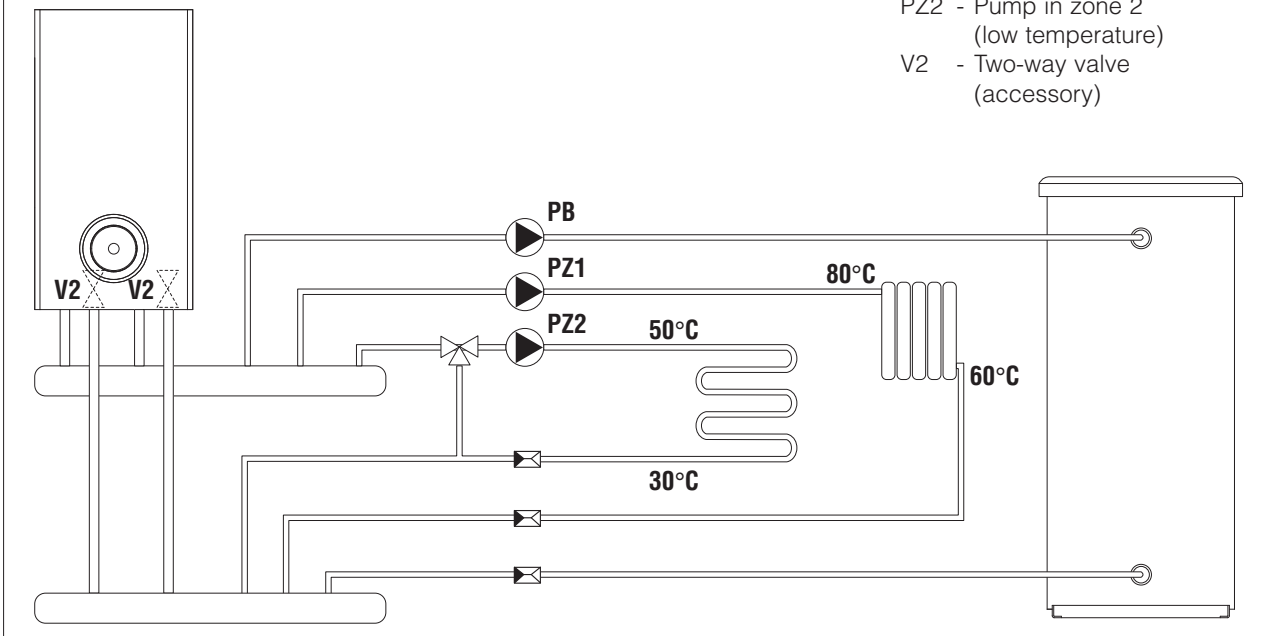 PZ2 - Pump in zone 2
(low temperature)
V2 - Two-way valve
(accessory)
PB
PZ1
80°C
V2
V2
PZ2
50°C
60°C
30°C